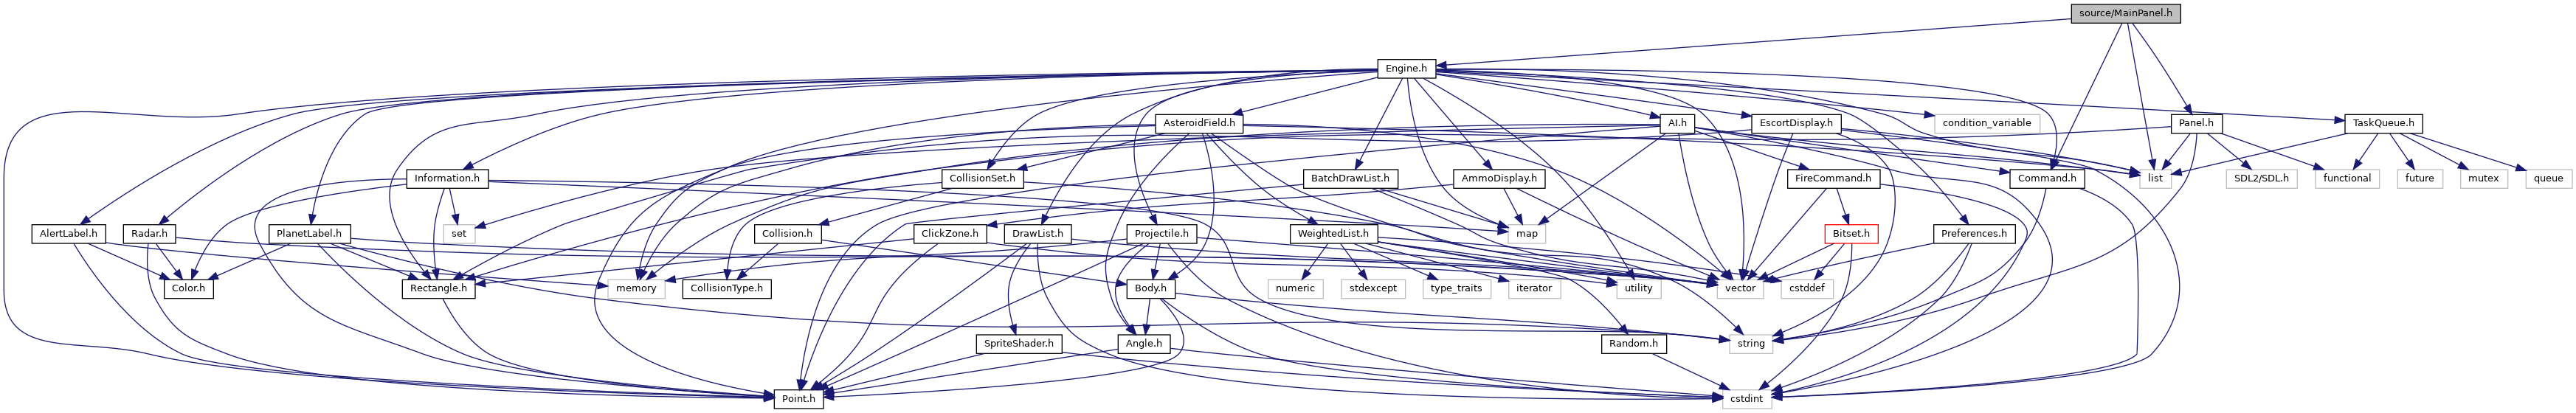 source/MainPanel.h
Engine.h
AsteroidField.h
AI.h
EscortDisplay.h
condition_variable
Panel.h
TaskQueue.h
Information.h
CollisionSet.h
BatchDrawList.h
AmmoDisplay.h
FireCommand.h
Command.h
list
SDL2/SDL.h
functional
future
mutex
queue
AlertLabel.h
Radar.h
PlanetLabel.h
set
Collision.h
ClickZone.h
DrawList.h
Projectile.h
WeightedList.h
map
Bitset.h
Preferences.h
Color.h
Rectangle.h
memory
CollisionType.h
Body.h
numeric
stdexcept
type_traits
iterator
utility
vector
cstddef
SpriteShader.h
Angle.h
Random.h
string
Point.h
cstdint